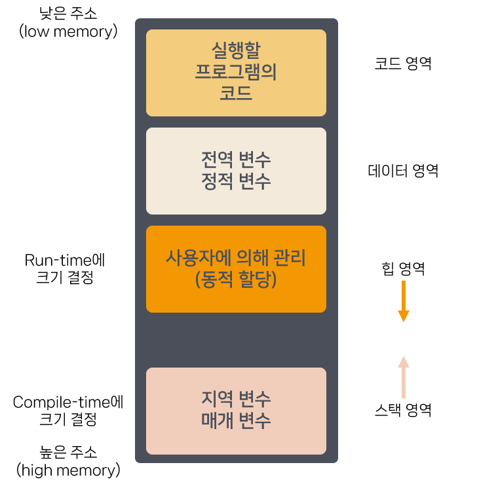 낮은 주소
(low memory)
실행할
프로그램의
코드
코드 영역
전역 변수
정적 변수
데이터 영역
Run-time에
크기 결정
사용자에 의해 관리
(동적 할당)
힙 영역
Compile-time에
크기 결정
지역 변수
매개 변수
스택 영역
높은 주소
(high memory)